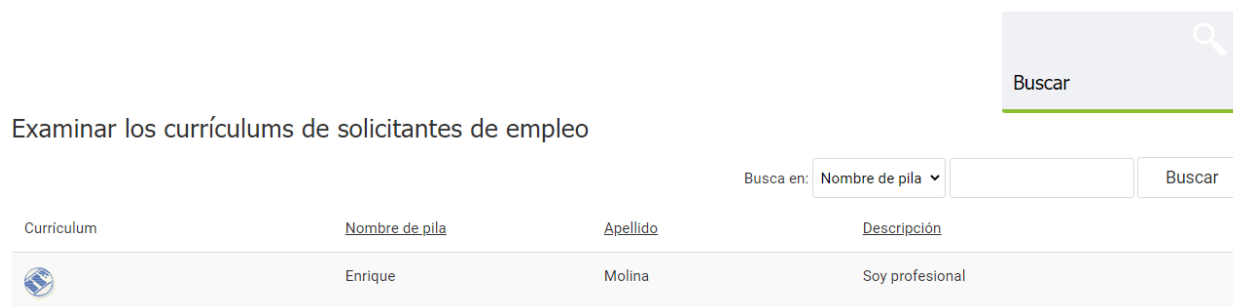 Buscar
Examinar los currículums de solicitantes de empleo
Busca en: Nombre de pila Buscar
Currículum Nombre de pila Apellido Descripción
Enrique Molina Soy profesional